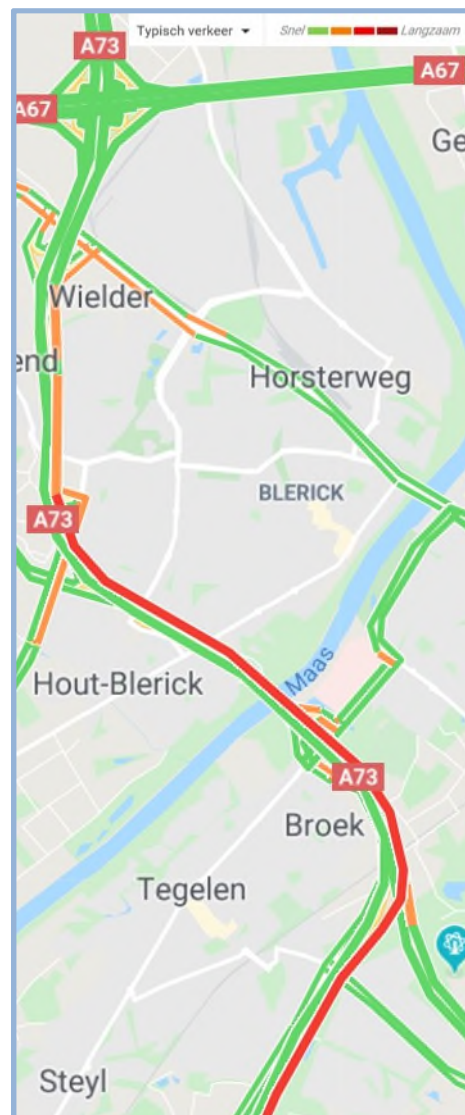 Typisch verkeer
Snel
Langzaam
A73
A67
A67
Ge
Wielder
end
Horsterweg
BLERICK
A73
Maas
Hout-Blerick
A73
Broek
Tegelen
Steyl